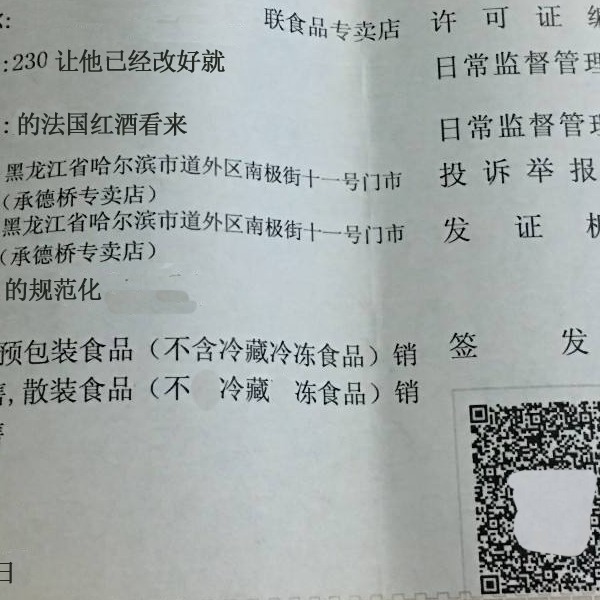 联食品专卖店 许可证编
:230让他已经改好就 日常监督管理
:的法国红酒看来 日常监督管理
黑龙江省哈尔滨市道外区南极街十一号门市 投诉举报
（承德桥专卖店）
黑龙江省哈尔滨市道外区南极街十一号门市 发证机
（承德桥专卖店）
的规范化
预包装食品（不含冷藏冷冻食品）销 签发
售,散装食品（不 冷藏 冻食品）销
售
日